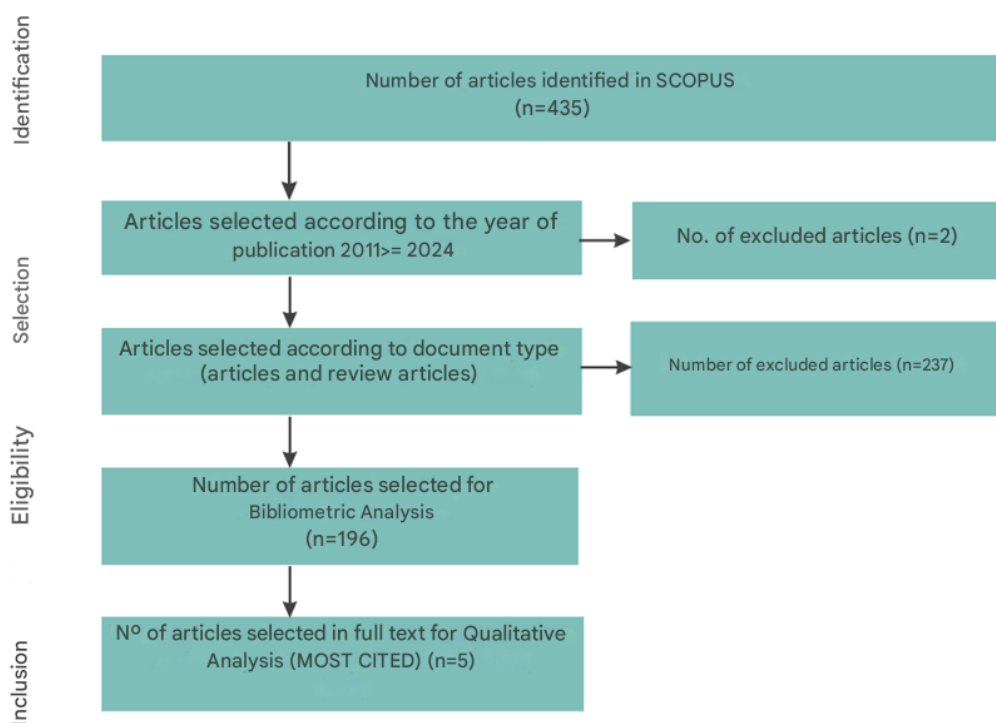 Identification
Number of articles identified in SCOPUS
(n=435)
Articles selected according to the year of
publication 2011>= 2024
No. of excluded articles (n=2)
Selection
Articles selected according to document type
(articles and review articles)
Number of excluded articles (n=237)
Eligibility
Number of articles selected for
Bibliometric Analysis
(n=196)
Inclusion
Nº of articles selected in full text for Qualitative
Analysis (MOST CITED) (n=5)